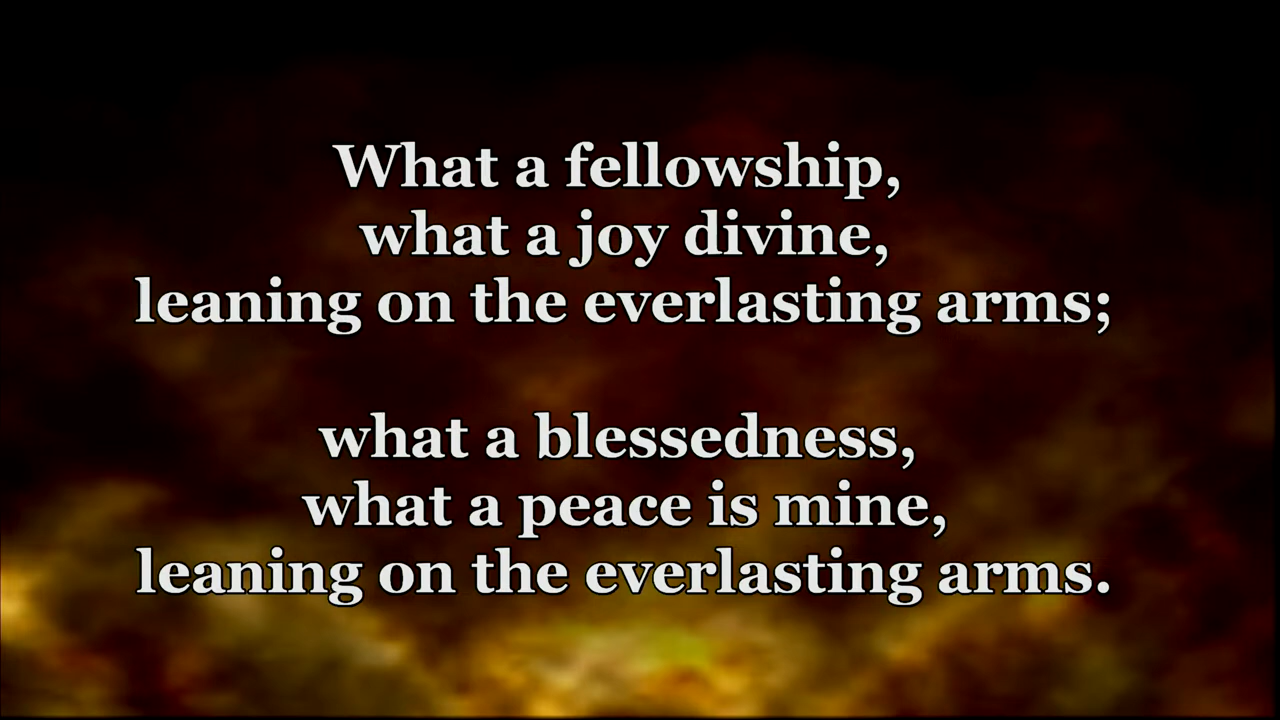 What a fellowship,
what a joy divine,
leaning on the everlasting arms;
what a blessedness,
what a peace is mine,
leaning on the everlasting arms.